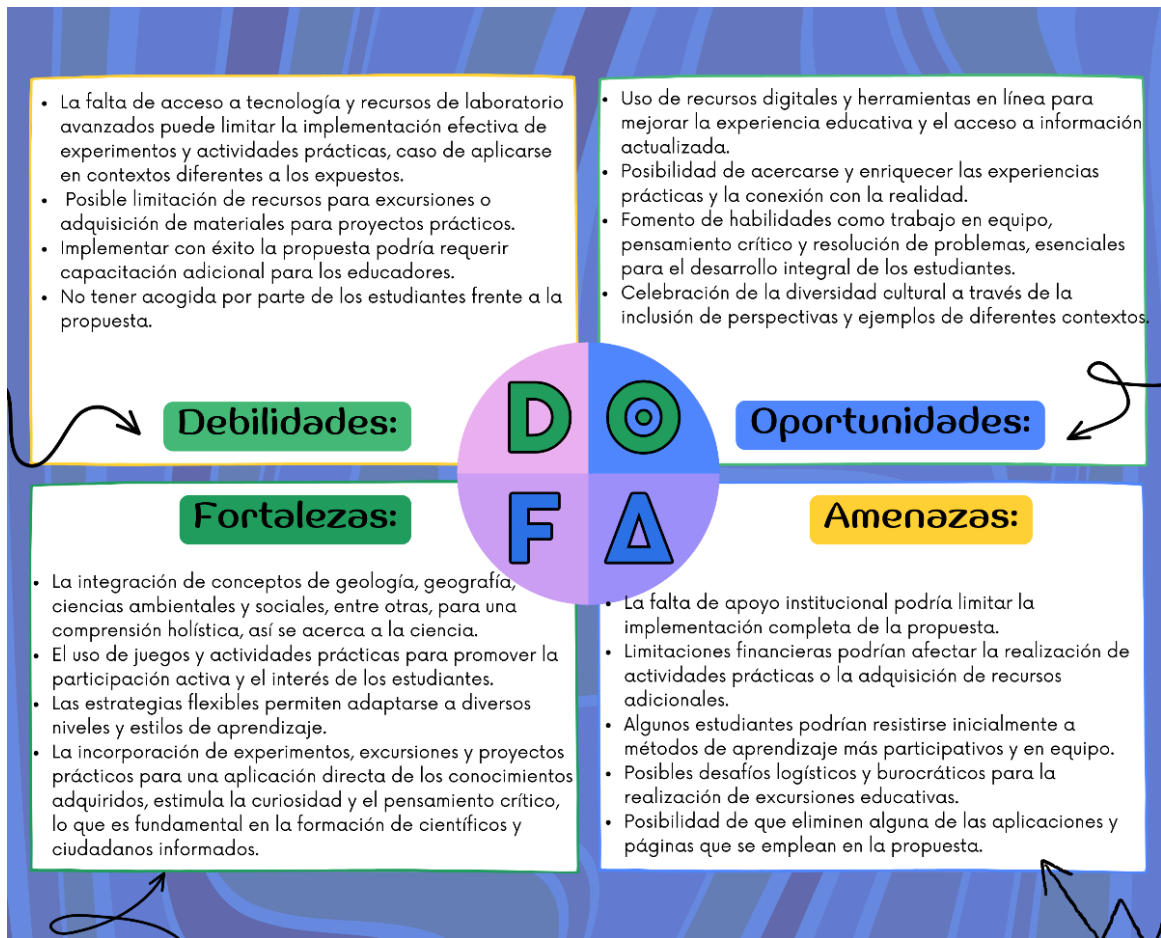 • La falta de acceso a tecnología y recursos de laboratorio
avanzados puede limitar la implementación efectiva de
experimentos y actividades prácticas, caso de aplicarse
en contextos diferentes a los expuestos.
• Posible limitación de recursos para excursiones o
adquisición de materiales para proyectos prácticos.
• Implementar con éxito la propuesta podría requerir
capacitación adicional para los educadores.
• No tener acogida por parte de los estudiantes frente a la
propuesta.
Debilidades:
• Uso de recursos digitales y herramientas en línea para
mejorar la experiencia educativa y el acceso a información
actualizada.
• Posibilidad de acercarse y enriquecer las experiencias
prácticas y la conexión con la realidad.
• Fomento de habilidades como trabajo en equipo,
pensamiento crítico y resolución de problemas, esenciales
para el desarrollo integral de los estudiantes.
• Celebración de la diversidad cultural a través de la
inclusión de perspectivas y ejemplos de diferentes contextos.
Oportunidades:
D O
F A
Fortalezas:
• La integración de conceptos de geología, geografía,
ciencias ambientales y sociales, entre otras, para una
comprensión holística, así se acerca a la ciencia.
• El uso de juegos y actividades prácticas para promover la
participación activa y el interés de los estudiantes.
• Las estrategias flexibles permiten adaptarse a diversos
niveles y estilos de aprendizaje.
• La incorporación de experimentos, excursiones y proyectos
prácticos para una aplicación directa de los conocimientos
adquiridos, estimula la curiosidad y el pensamiento crítico,
lo que es fundamental en la formación de científicos y
ciudadanos informados.
Amenazas:
• La falta de apoyo institucional podría limitar la
implementación completa de la propuesta.
• Limitaciones financieras podrían afectar la realización de
actividades prácticas o la adquisición de recursos
adicionales.
• Algunos estudiantes podrían resistirse inicialmente a
métodos de aprendizaje más participativos y en equipo.
• Posibles desafíos logísticos y burocráticos para la
realización de excursiones educativas.
• Posibilidad de que eliminen alguna de las aplicaciones y
páginas que se emplean en la propuesta.